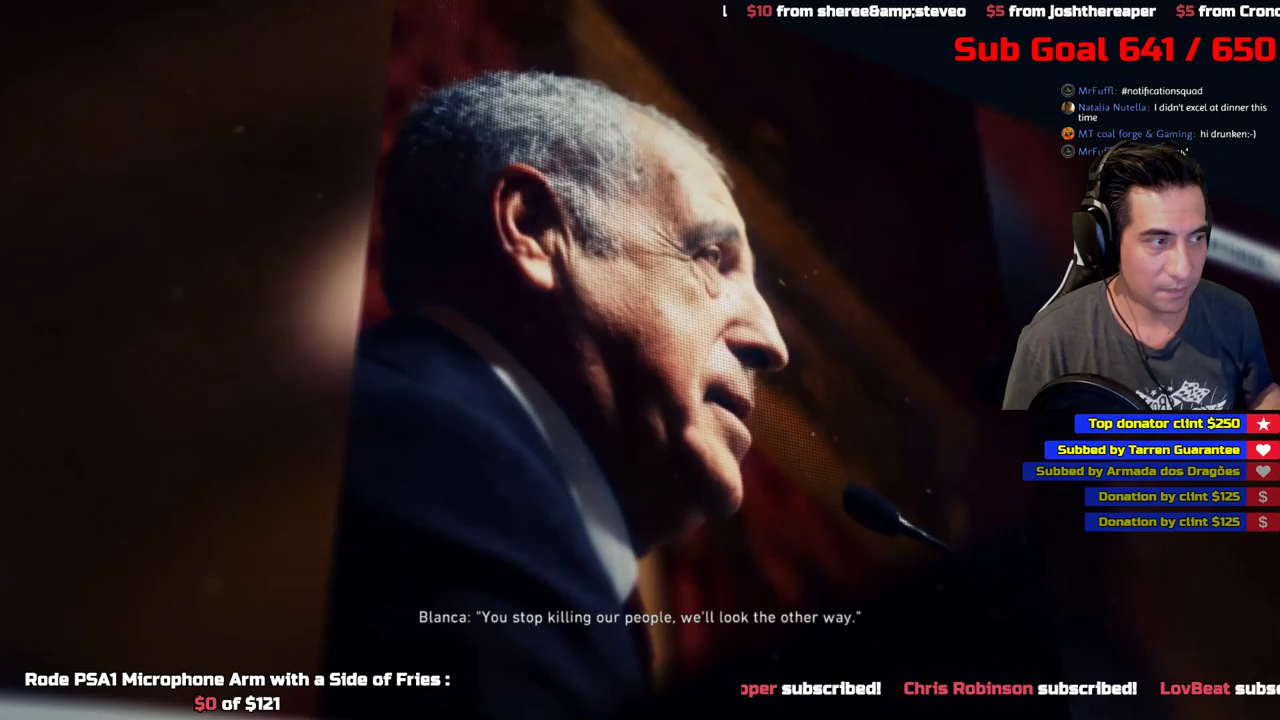 $10 from sheree&amp;steveo $5 from Joshthereaper $5 from Cronc
Sub Goal 641 / 650
MrFuffl: #notificationsquad
Natalia Nutella: I didn't excel at dinner this
time
MT coal forge & Gaming: hi drunken:-)
Top donator clint $250
Subbed by Tarren Guarantee
Subbed by Armada dos Dragões
Donation by clint $125
Donation by clint $125
Blanca: "You stop killing our people, we'll look the other way."
Rode PSA1 Microphone Arm with a Side of Fries :
$0 of $121
pper subscribed! Chris Robinson subscribed! LovBeat subsc